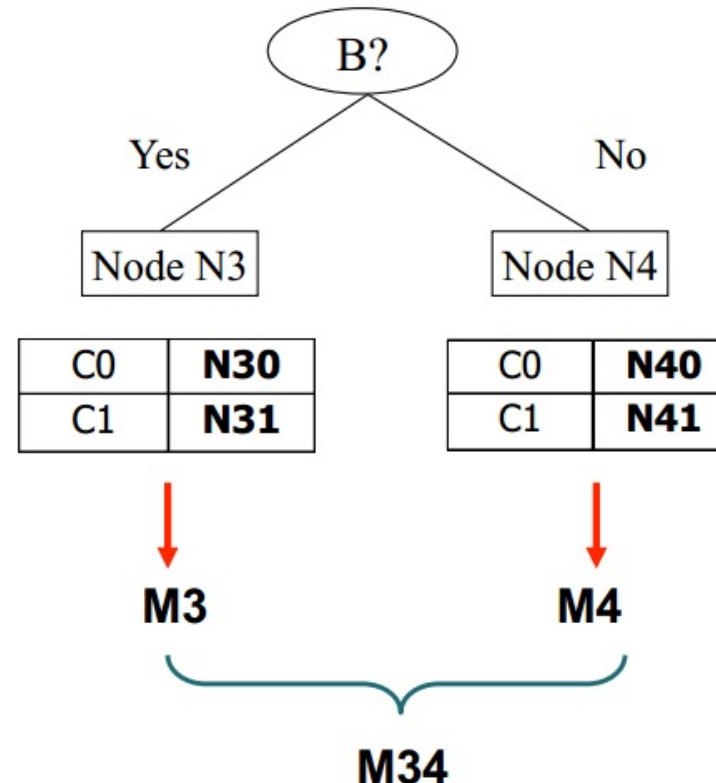 B?
Yes No
Node N3 Node N4
C0 N30 C0 N40
C1 N31 C1 N41
M3 M4
M34